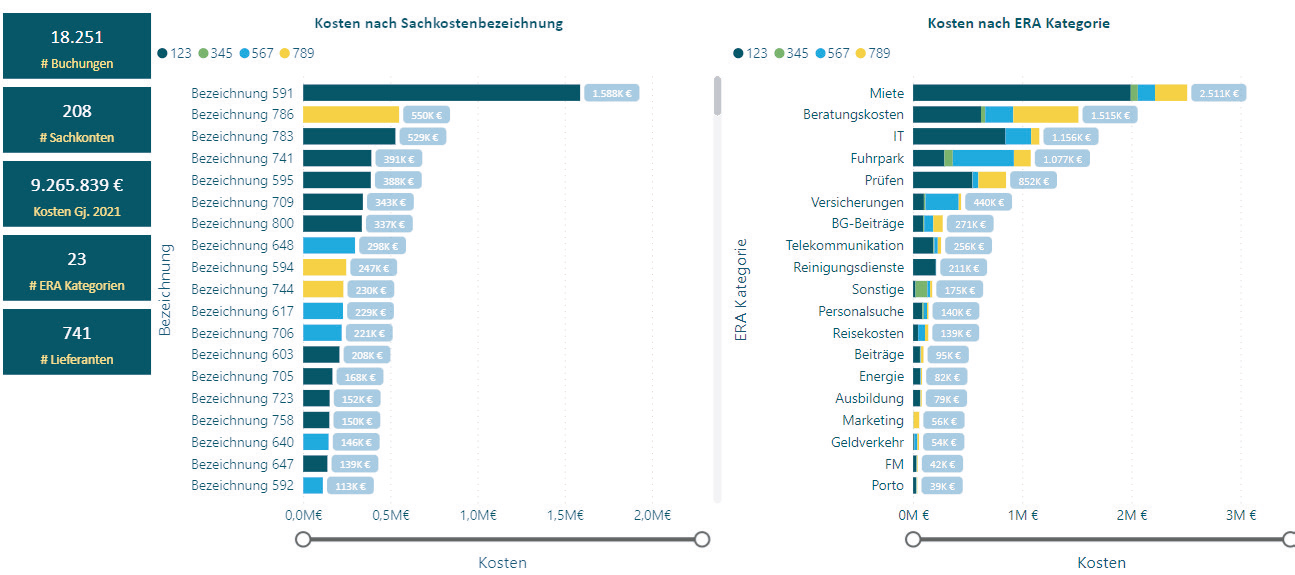 18.251
# Buchungen
208
# Sachkonten
9.265.839 €
Kosten Gj. 2021
23
# ERA Kategorien
741
# Lieferanten
Kosten nach Sachkostenbezeichnung
123 345 567 789
Bezeichnung
Bezeichnung 591 1.588K €
Bezeichnung 786 550K €
Bezeichnung 783 529K €
Bezeichnung 741 391K €
Bezeichnung 595 388K €
Bezeichnung 709 343K €
Bezeichnung 800 337K €
Bezeichnung 648 298K €
Bezeichnung 594 247K €
Bezeichnung 744 230K €
Bezeichnung 617 229K €
Bezeichnung 706 221K €
Bezeichnung 603 208K €
Bezeichnung 705 168K €
Bezeichnung 723 152K €
Bezeichnung 758 150K €
Bezeichnung 640 146K €
Bezeichnung 647 139K €
Bezeichnung 592 113K €
0,0M€ 0,5M€ 1,0M€ 1,5M€ 2,0M€
Kosten
Kosten nach ERA Kategorie
123 345 567 789
ERA Kategorie
Miete 2.511K €
Beratungskosten 1.515K €
IT 1.156K €
Fuhrpark 1.077K €
Prüfen 852K €
Versicherungen 440K €
BG-Beiträge 271K €
Telekommunikation 256K €
Reinigungsdienste 211K €
Sonstige 175K €
Personalsuche 140K €
Reisekosten 139K €
Beiträge 95K €
Energie 82K €
Ausbildung 79K €
Marketing 56K €
Geldverkehr 54K €
FM 42K €
Porto 39K €
0M € 1M € 2M € 3M €
Kosten